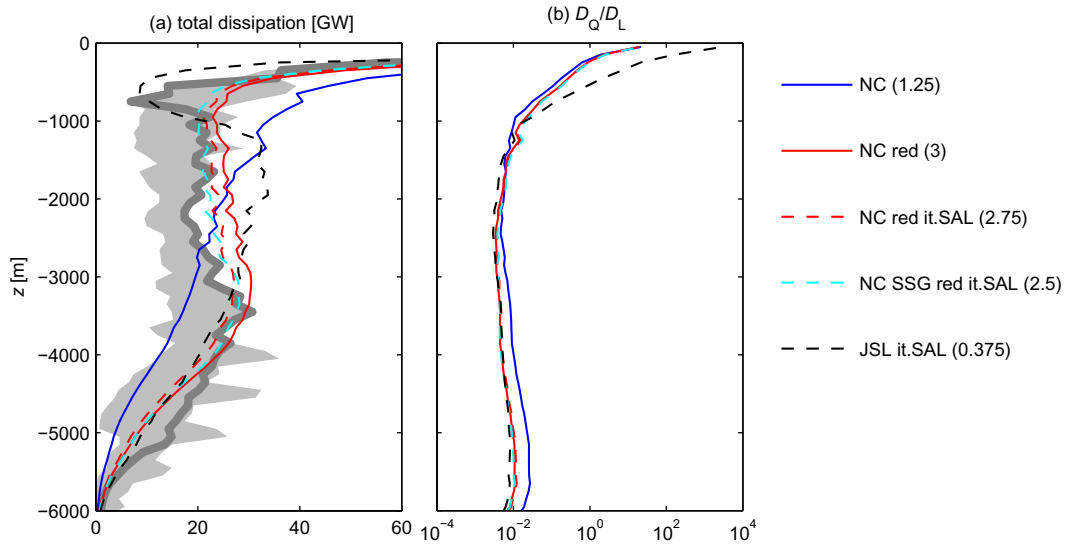 (a) total dissipation [GW]
(b) D_Q/D_L
z [m]
0
−1000
−2000
−3000
−4000
−5000
−6000
0 20 40 60
10^−4 10^−2 10^0 10^2 10^4
NC (1.25)
NC red (3)
NC red it.SAL (2.75)
NC SSG red it.SAL (2.5)
JSL it.SAL (0.375)